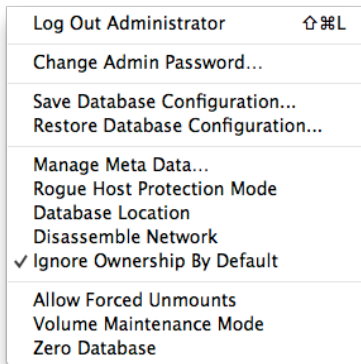 Log Out Administrator ⇧⌘L
Change Admin Password...
Save Database Configuration...
Restore Database Configuration...
Manage Meta Data...
Rogue Host Protection Mode
Database Location
Disassemble Network
✓ Ignore Ownership By Default
Allow Forced Unmounts
Volume Maintenance Mode
Zero Database